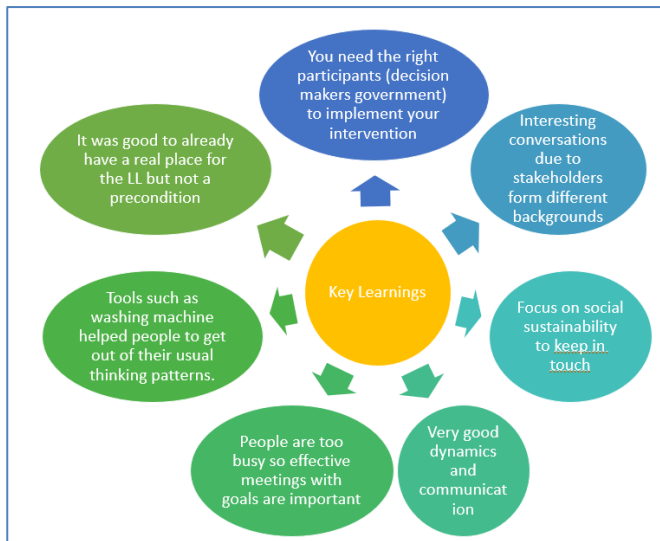 You need the right
participants (decision
makers government)
to implement your
intervention
Interesting
conversations
due to
stakeholders
form different
backgrounds
Focus on social
sustainability
to keep in
touch
Very good
dynamics
and
communicat
ion
People are too
busy so effective
meetings with
goals are important
Tools such as
washing machine
helped people to get
out of their usual
thinking patterns.
It was good to already
have a real place for
the LL but not a
precondition
Key Learnings